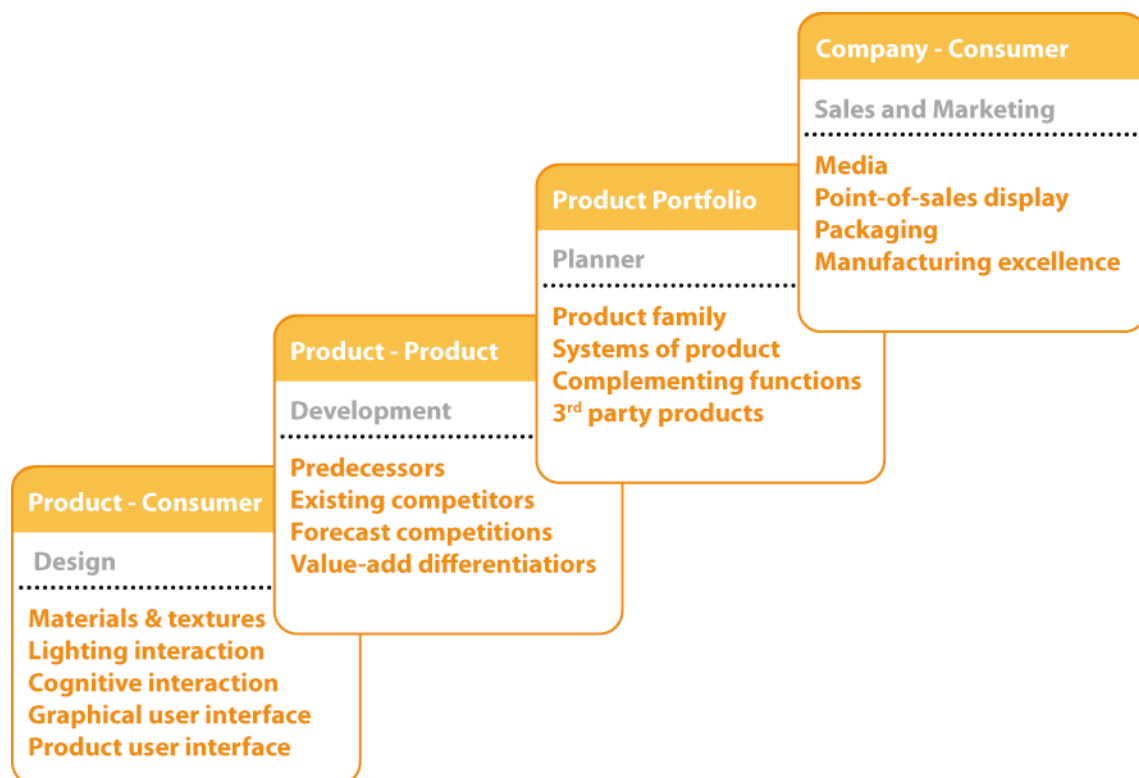 Company - Consumer
Sales and Marketing
Media
Point-of-sales display
Packaging
Manufacturing excellence
Product Portfolio
Planner
Product family
Systems of product
Complementing functions
3rd party products
Product - Product
Development
Predecessors
Existing competitors
Forecast competitions
Value-add differentiatiors
Product - Consumer
Design
Materials & textures
Lighting interaction
Cognitive interaction
Graphical user interface
Product user interface